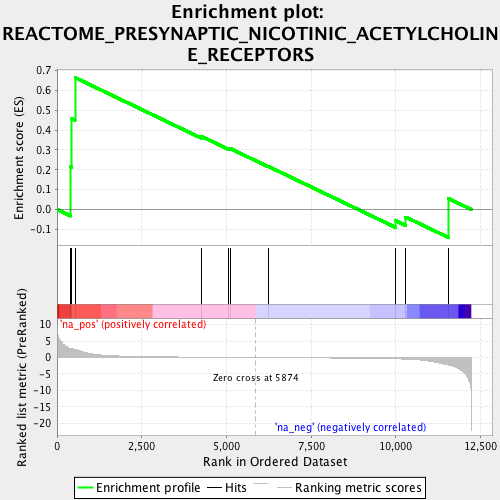 Enrichment plot:
REACTOME_PRESYNAPTIC_NICOTINIC_ACETYLCHOLIN
E_RECEPTORS
Enrichment score (ES)
0.7
0.6
0.5
0.4
0.3
0.2
0.1
0.0
-0.1
Ranked list metric (PreRanked)
'na_pos' (positively correlated)
10
5
0
-5
-10
-15
-20
Zero cross at 5874
'na_neg' (negatively correlated)
0 2,500 5,000 7,500 10,000 12,500
Rank in Ordered Dataset
Enrichment profile Hits Ranking metric scores